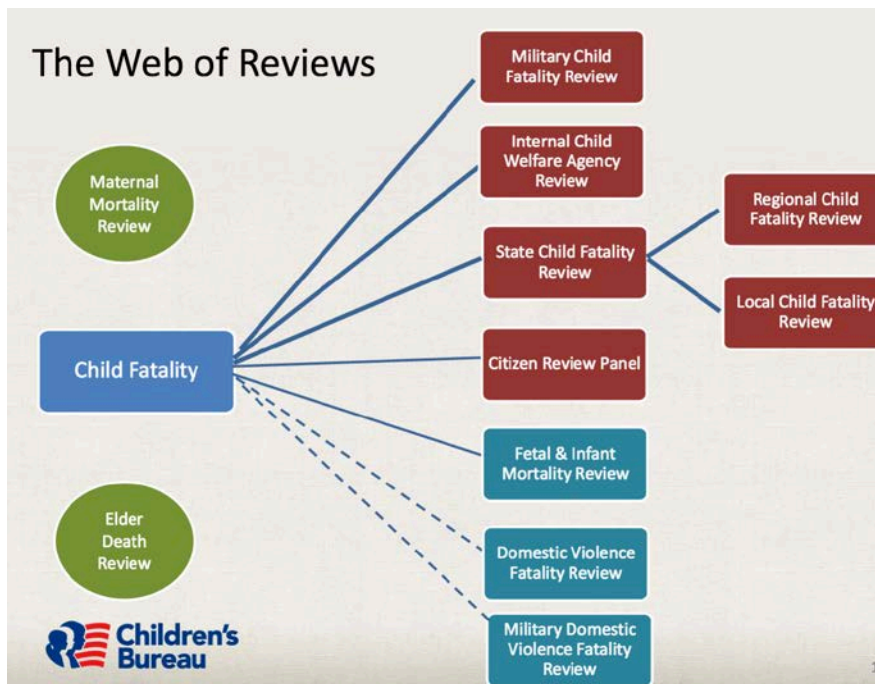 The Web of Reviews
Maternal
Mortality
Review
Child Fatality
Elder
Death
Review
Children's
Bureau
Military Child
Fatality Review
Internal Child
Welfare Agency
Review
State Child Fatality
Review
Citizen Review Panel
Fetal & Infant
Mortality Review
Domestic Violence
Fatality Review
Military Domestic
Violence Fatality
Review
Regional Child
Fatality Review
Local Child Fatality
Review